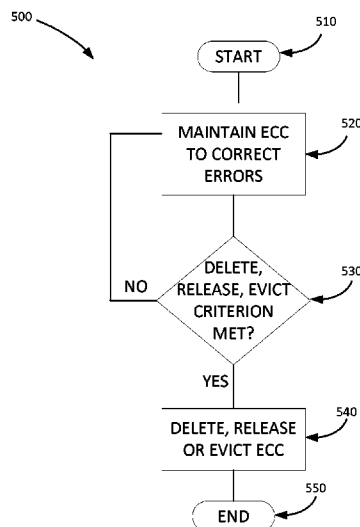 500
510
START
520
MAINTAIN ECC
TO CORRECT
ERRORS
530
DELETE,
RELEASE, EVICT
CRITERION
MET?
NO
YES
540
DELETE, RELEASE
OR EVICT ECC
550
END